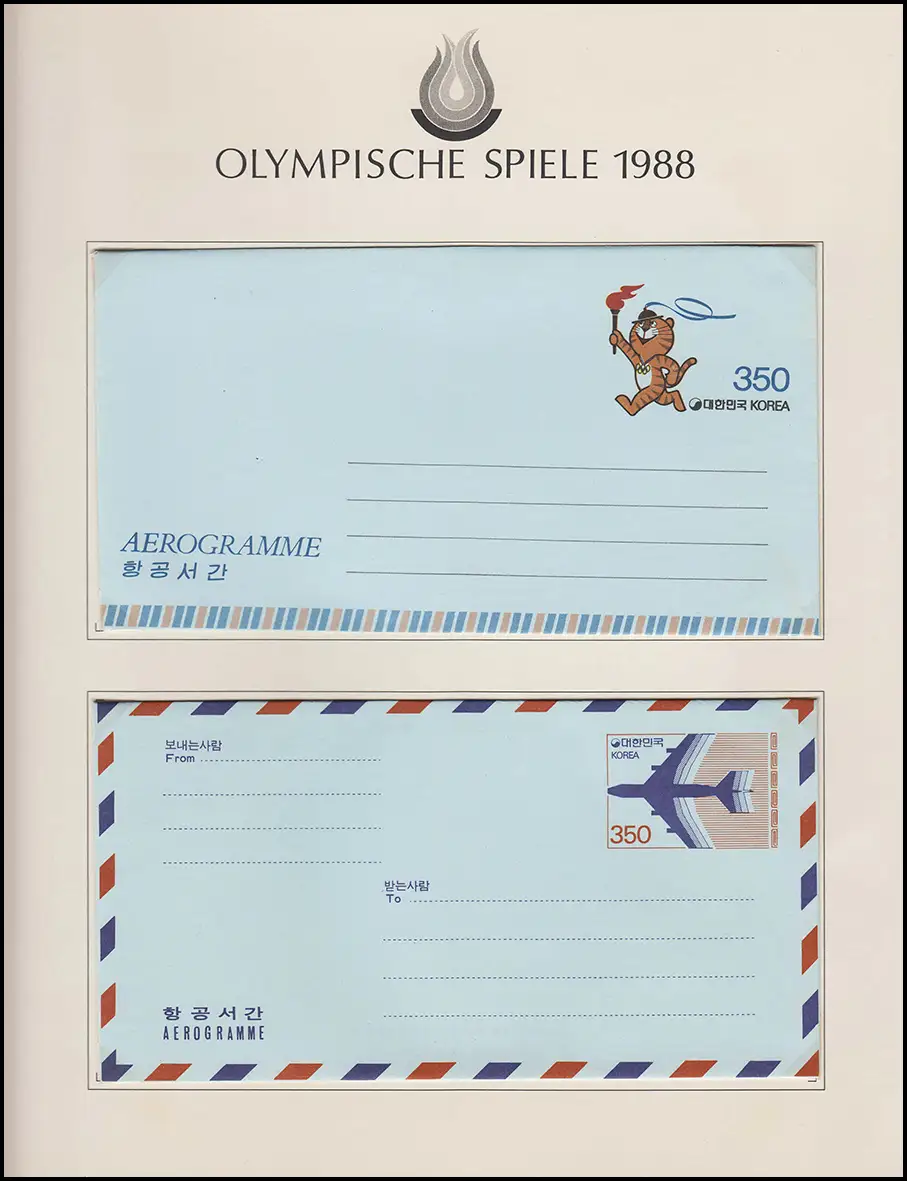 OLYMPISCHE SPIELE 1988
350
대한민국 KOREA
AEROGRAMME
항공서간
보내는사람
From
대한민국
KOREA
350
받는사람
To
항공서간
AEROGRAMME